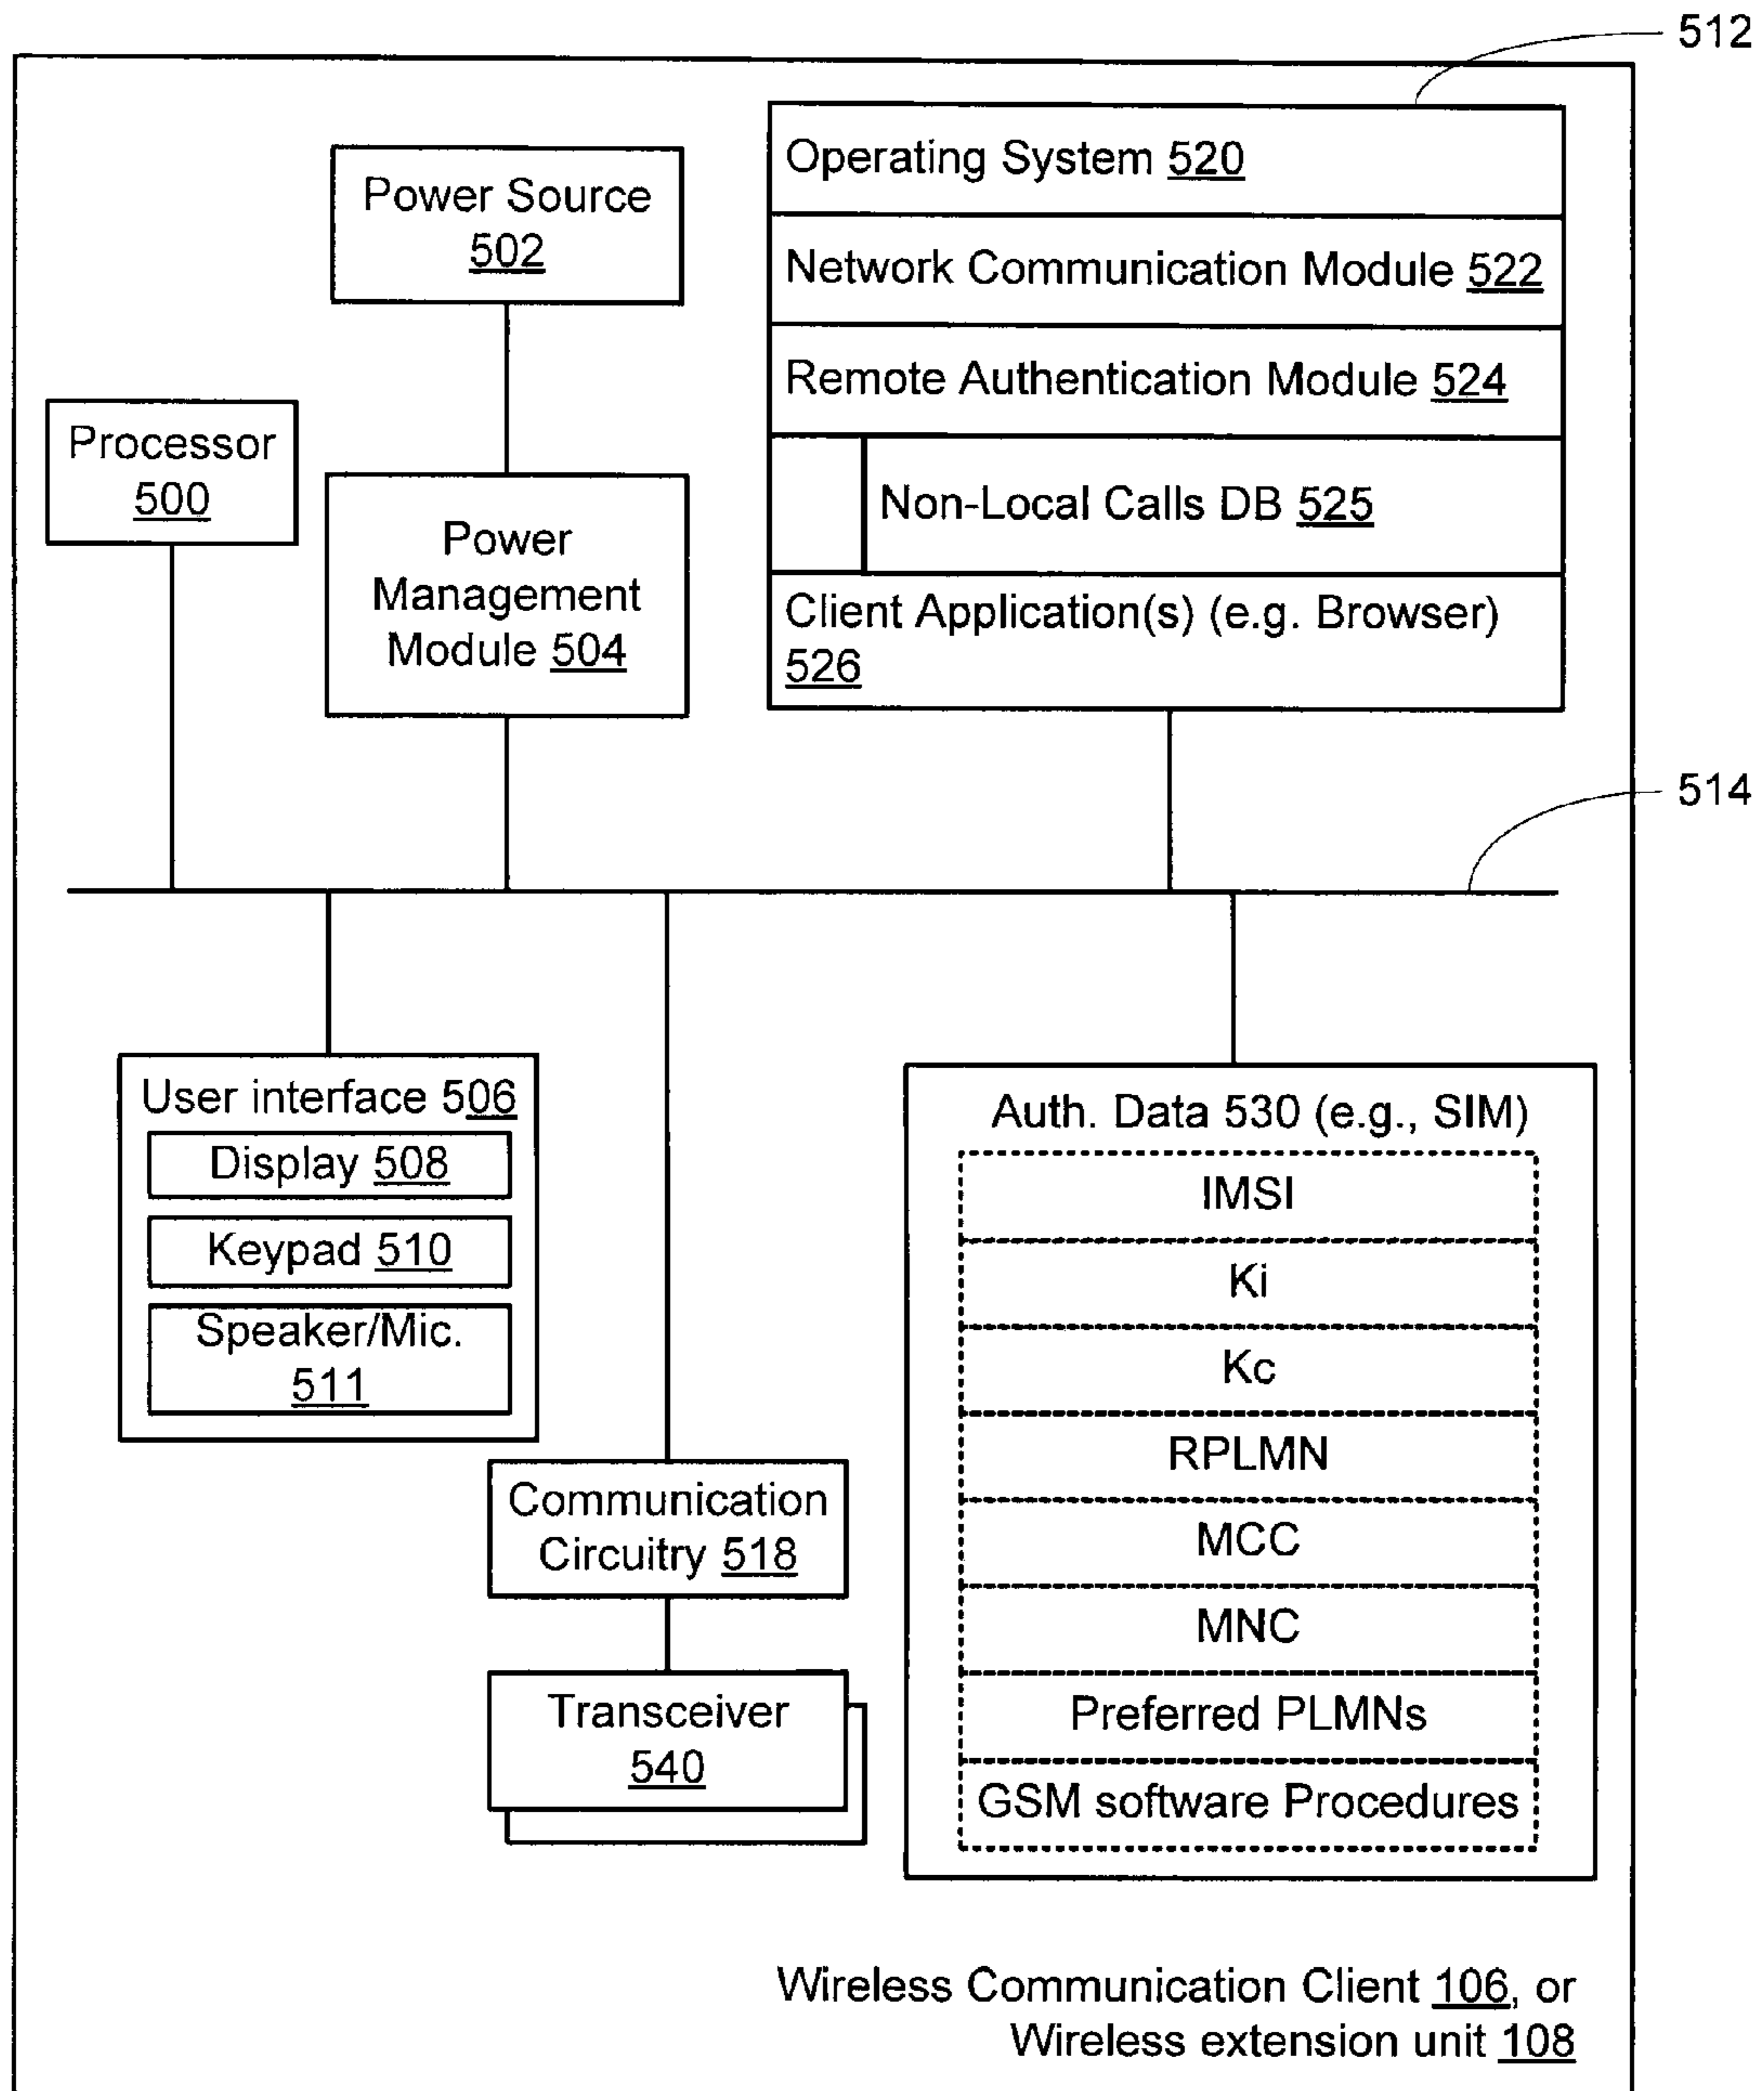 512
Operating System 520
Power Source
502
Network Communication Module 522
Remote Authentication Module 524
Processor
500
Non-Local Calls DB 525
Power
Management
Module 504
Client Application(s) (e.g. Browser)
526
514
User interface 506
Display 508
Keypad 510
Speaker/Mic.
511
Auth. Data 530 (e.g., SIM)
IMSI
Ki
Kc
RPLMN
MCC
MNC
Preferred PLMNs
GSM software Procedures
Communication
Circuitry 518
Transceiver
540
Wireless Communication Client 106, or
Wireless extension unit 108